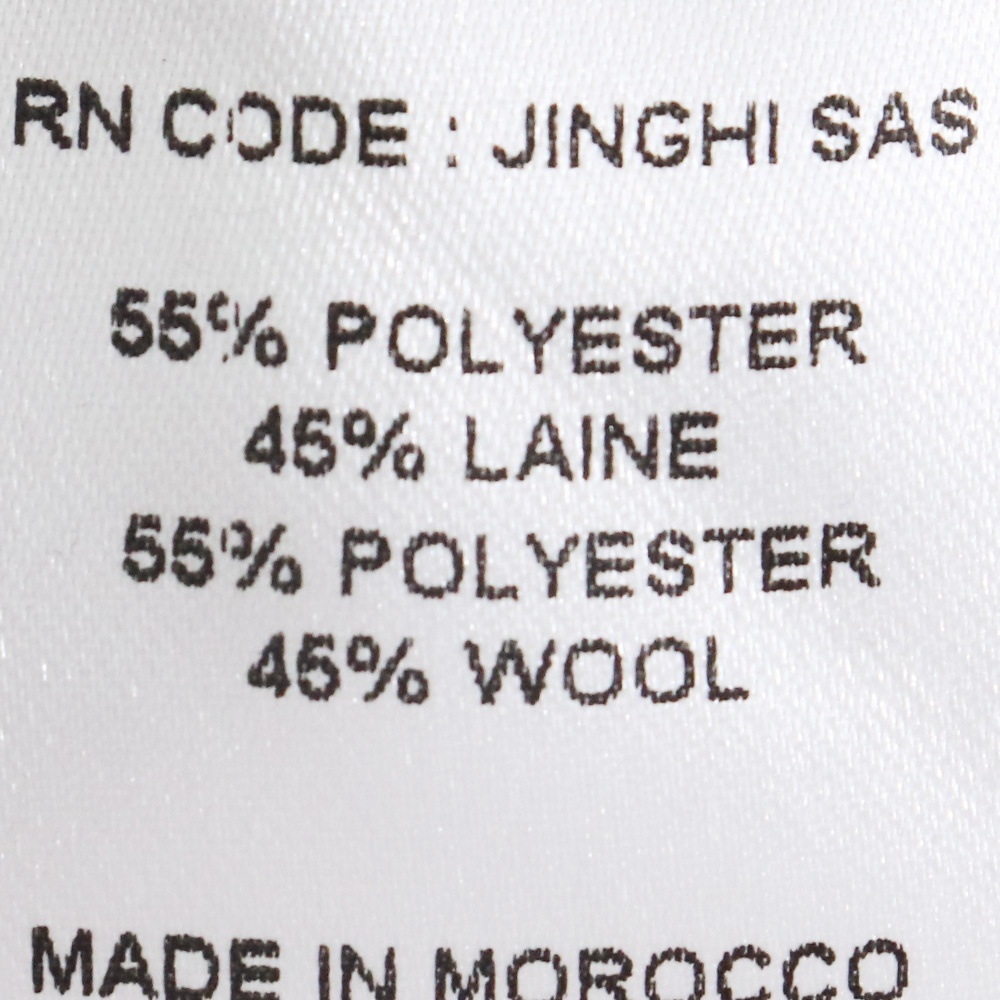 RN CODE : JINGHI SAS
55% POLYESTER
45% LAINE
55% POLYESTER
45% WOOL
MADE IN MOROCCO